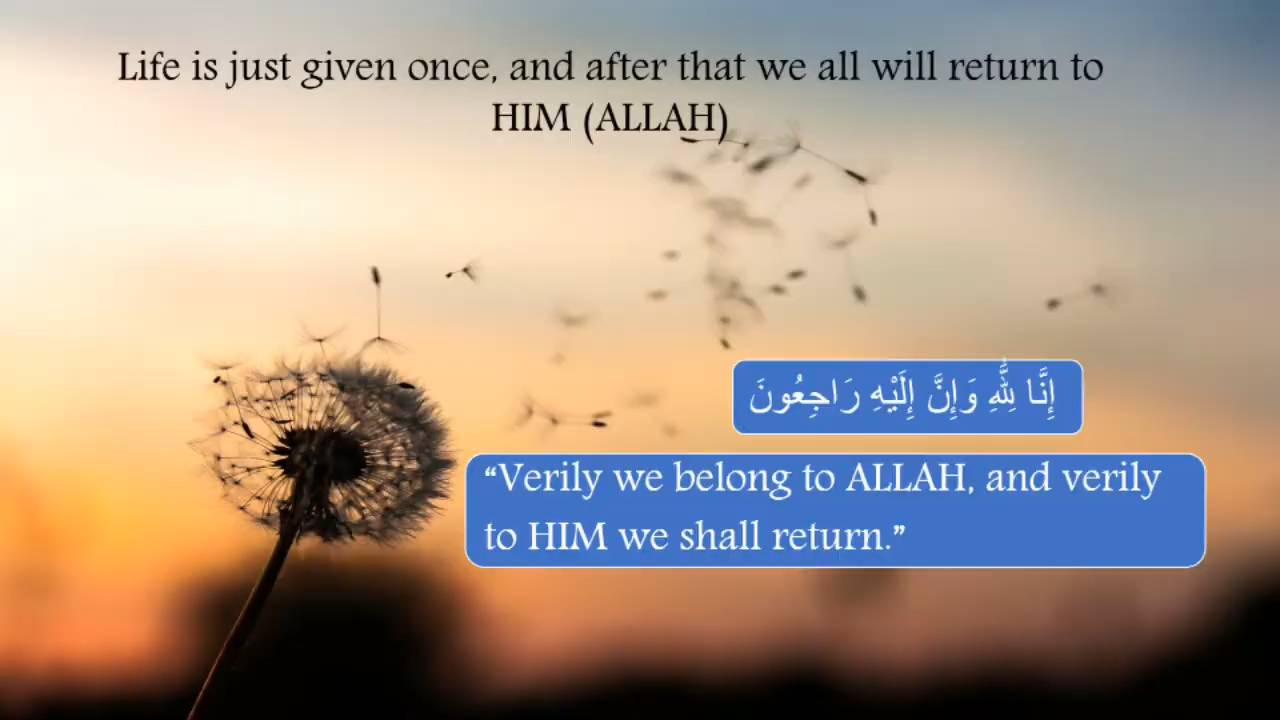 Life is just given once, and after that we all will return to
HIM (ALLAH)
إِنَّا لِلّٰهِ وَإِنَّ إِلَيْهِ رَاجِعُونَ
“Verily we belong to ALLAH, and verily
to HIM we shall return.”